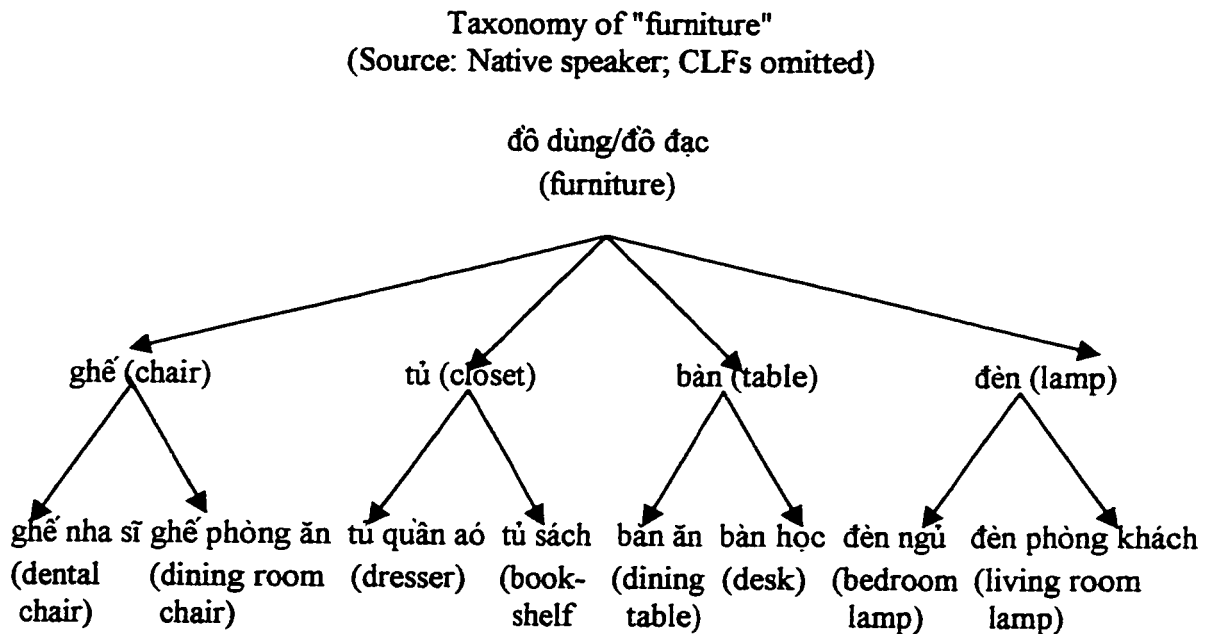 Taxonomy of "furniture"
(Source: Native speaker; CLFs omitted)
đồ dùng/đồ đạc
(furniture)
ghế (chair) tủ (closet) bàn (table) đèn (lamp)
ghế nha sĩ ghế phòng ăn tủ quần aó tủ sách bàn ăn bàn học đèn ngủ đèn phòng khách
(dental (dining room (dresser) (book- (dining (desk) (bedroom (living room
chair) chair) shelf table) lamp) lamp)